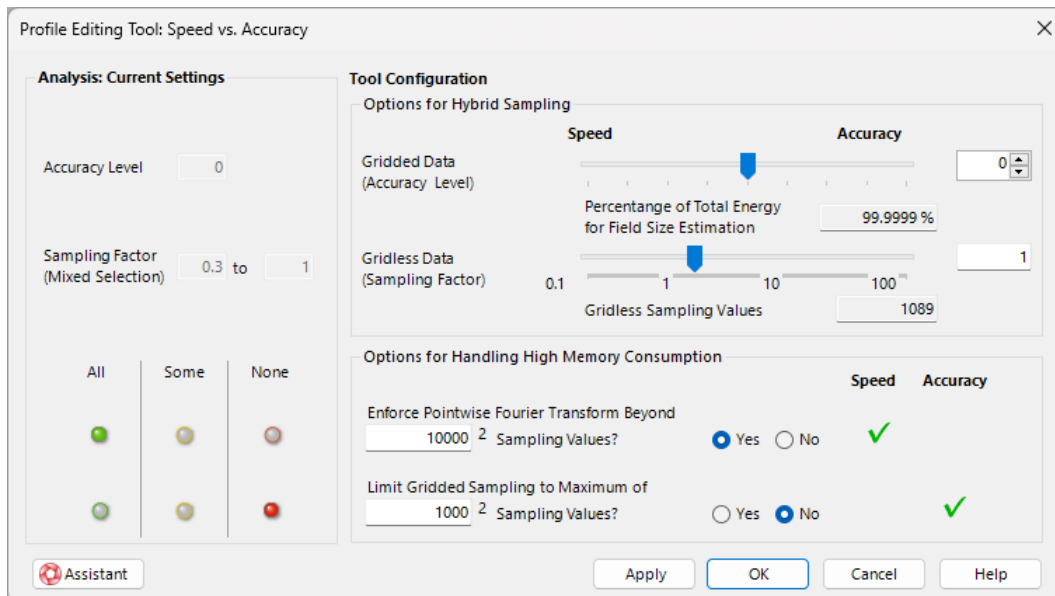 Profile Editing Tool: Speed vs. Accuracy
Analysis: Current Settings
Accuracy Level 0
Sampling Factor
(Mixed Selection) 0.3 to 1
All Some None
Assistant
Tool Configuration
Options for Hybrid Sampling
Speed Accuracy
Gridded Data
(Accuracy Level)
0
Percentange of Total Energy
for Field Size Estimation
99.9999 %
Gridless Data
(Sampling Factor)
1
0.1 1 10 100
Gridless Sampling Values 1089
Options for Handling High Memory Consumption
Speed Accuracy
Enforce Pointwise Fourier Transform Beyond
10000 2 Sampling Values? Yes No
Limit Gridded Sampling to Maximum of
1000 2 Sampling Values? Yes No
Apply OK Cancel Help